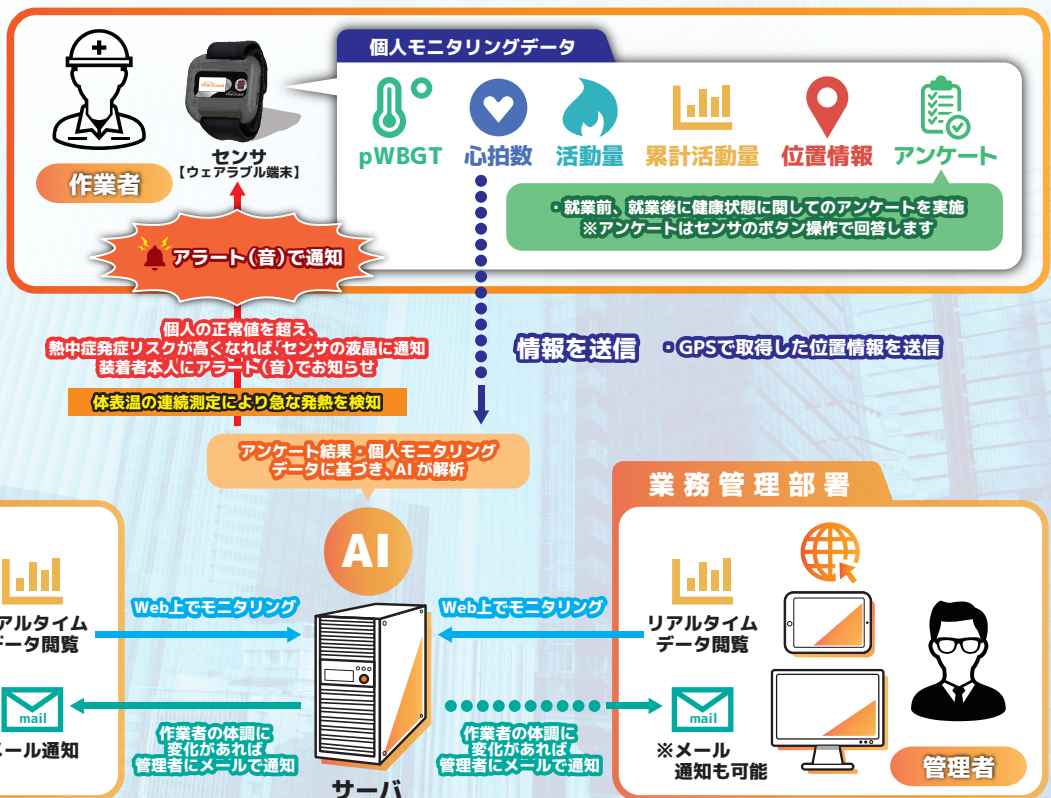 個人モニタリングデータ
pWBGT
心拍数
活動量
累計活動量
位置情報
アンケート
センサ
【ウェアラブル端末】
作業者
・就業前、就業後に健康状態に関してのアンケートを実施
※アンケートはセンサのボタン操作で回答します
アラート(音)で通知
個人の正常値を超え、
熱中症発症リスクが高くなれば、センサの液晶に通知
装着者本人にアラート(音)でお知らせ
体表温の連続測定により急な発熱を検知
情報を送信
・GPSで取得した位置情報を送信
アンケート結果・個人モニタリング
データに基づき、AIが解析
AI
業務管理部署
アルタイム
データ閲覧
Web上でモニタリング
Web上でモニタリング
リアルタイム
データ閲覧
mail
メール通知
作業者の体調に
変化があれば
管理者にメールで通知
作業者の体調に
変化があれば
管理者にメールで通知
mail
※メール
通知も可能
管理者
サーバ